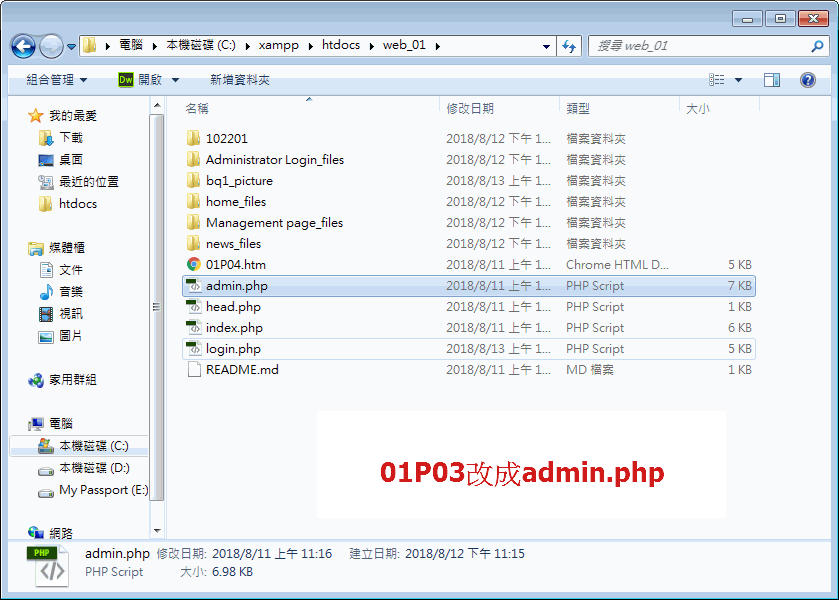 電腦 本機磁碟 (C:) xampp htdocs web_01
搜尋 web_01
組合管理 Dw 開啟 新增資料夾
名稱 修改日期 類型 大小
我的最愛
下載
桌面
最近的位置
htdocs
媒體櫃
文件
音樂
視訊
圖片
家用群組
電腦
本機磁碟 (C:)
本機磁碟 (D:)
My Passport (E:)
網路
102201 2018/8/12 下午 1... 檔案資料夾
Administrator Login_files 2018/8/12 下午 1... 檔案資料夾
bq1_picture 2018/8/13 上午 1... 檔案資料夾
home_files 2018/8/12 下午 1... 檔案資料夾
Management page_files 2018/8/12 下午 1... 檔案資料夾
news_files 2018/8/12 下午 1... 檔案資料夾
01P04.htm 2018/8/11 上午 1... Chrome HTML D... 5 KB
admin.php 2018/8/11 上午 1... PHP Script 7 KB
head.php 2018/8/11 上午 1... PHP Script 1 KB
index.php 2018/8/11 上午 1... PHP Script 6 KB
login.php 2018/8/13 上午 1... PHP Script 5 KB
README.md 2018/8/11 上午 1... MD 檔案 1 KB
01P03改成admin.php
PHP
admin.php 修改日期: 2018/8/11 上午 11:16 建立日期: 2018/8/12 下午 11:15
PHP Script 大小: 6.98 KB